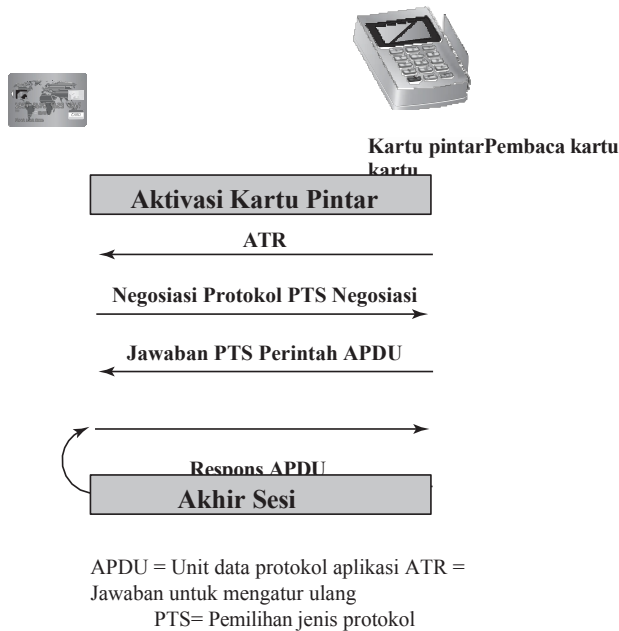 Kartu pintarPembaca kartu
kartu
Aktivasi Kartu Pintar
ATR
Negosiasi Protokol PTS Negosiasi
Jawaban PTS Perintah APDU
Respons APDU
Akhir Sesi
APDU = Unit data protokol aplikasi ATR =
Jawaban untuk mengatur ulang
PTS= Pemilihan jenis protokol